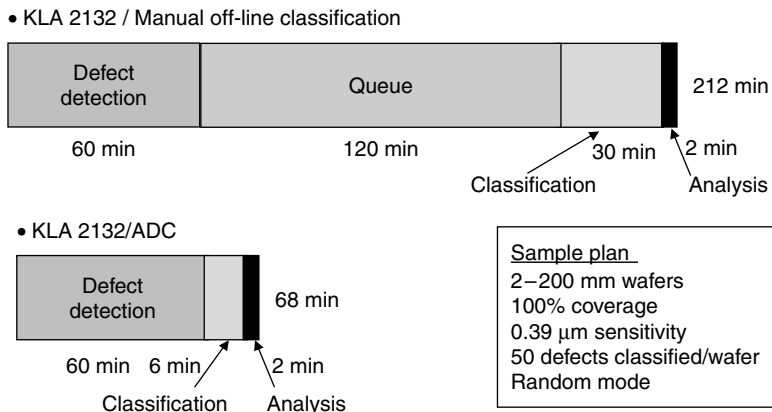 • KLA 2132 / Manual off-line classification
Defect
detection
Queue
212 min
60 min
120 min
30 min
2 min
Classification
Analysis
• KLA 2132/ADC
Defect
detection
68 min
60 min
6 min
2 min
Classification
Analysis
Sample plan
2–200 mm wafers
100% coverage
0.39 μm sensitivity
50 defects classified/wafer
Random mode